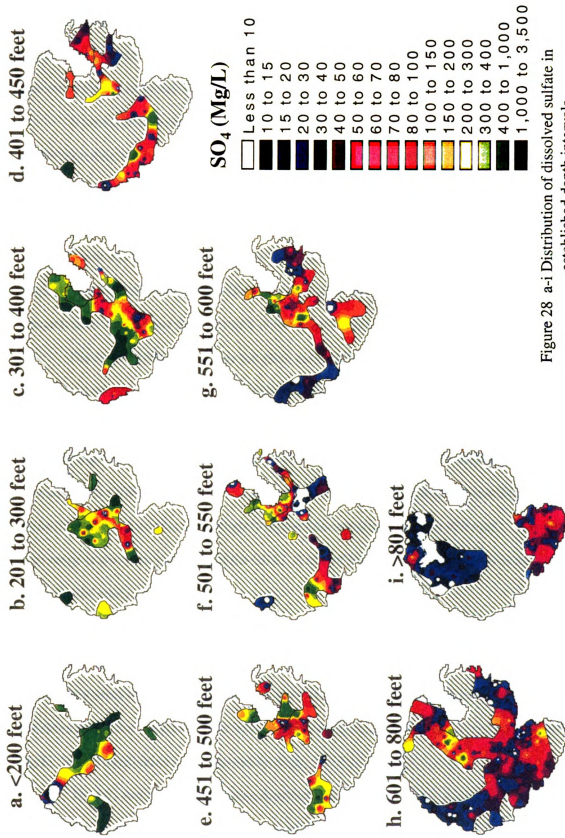 a. <200 feet
b. 201 to 300 feet
c. 301 to 400 feet
d. 401 to 450 feet
e. 451 to 500 feet
f. 501 to 550 feet
g. 551 to 600 feet
h. 601 to 800 feet
i. >801 feet
SO4 (Mg/L)
Less than 10
10 to 15
15 to 20
20 to 30
30 to 40
40 to 50
50 to 60
60 to 70
70 to 80
80 to 100
100 to 150
150 to 200
200 to 300
300 to 400
400 to 1,000
1,000 to 3,500
Figure 28 a-i Distribution of dissolved sulfate in
established depth intervals